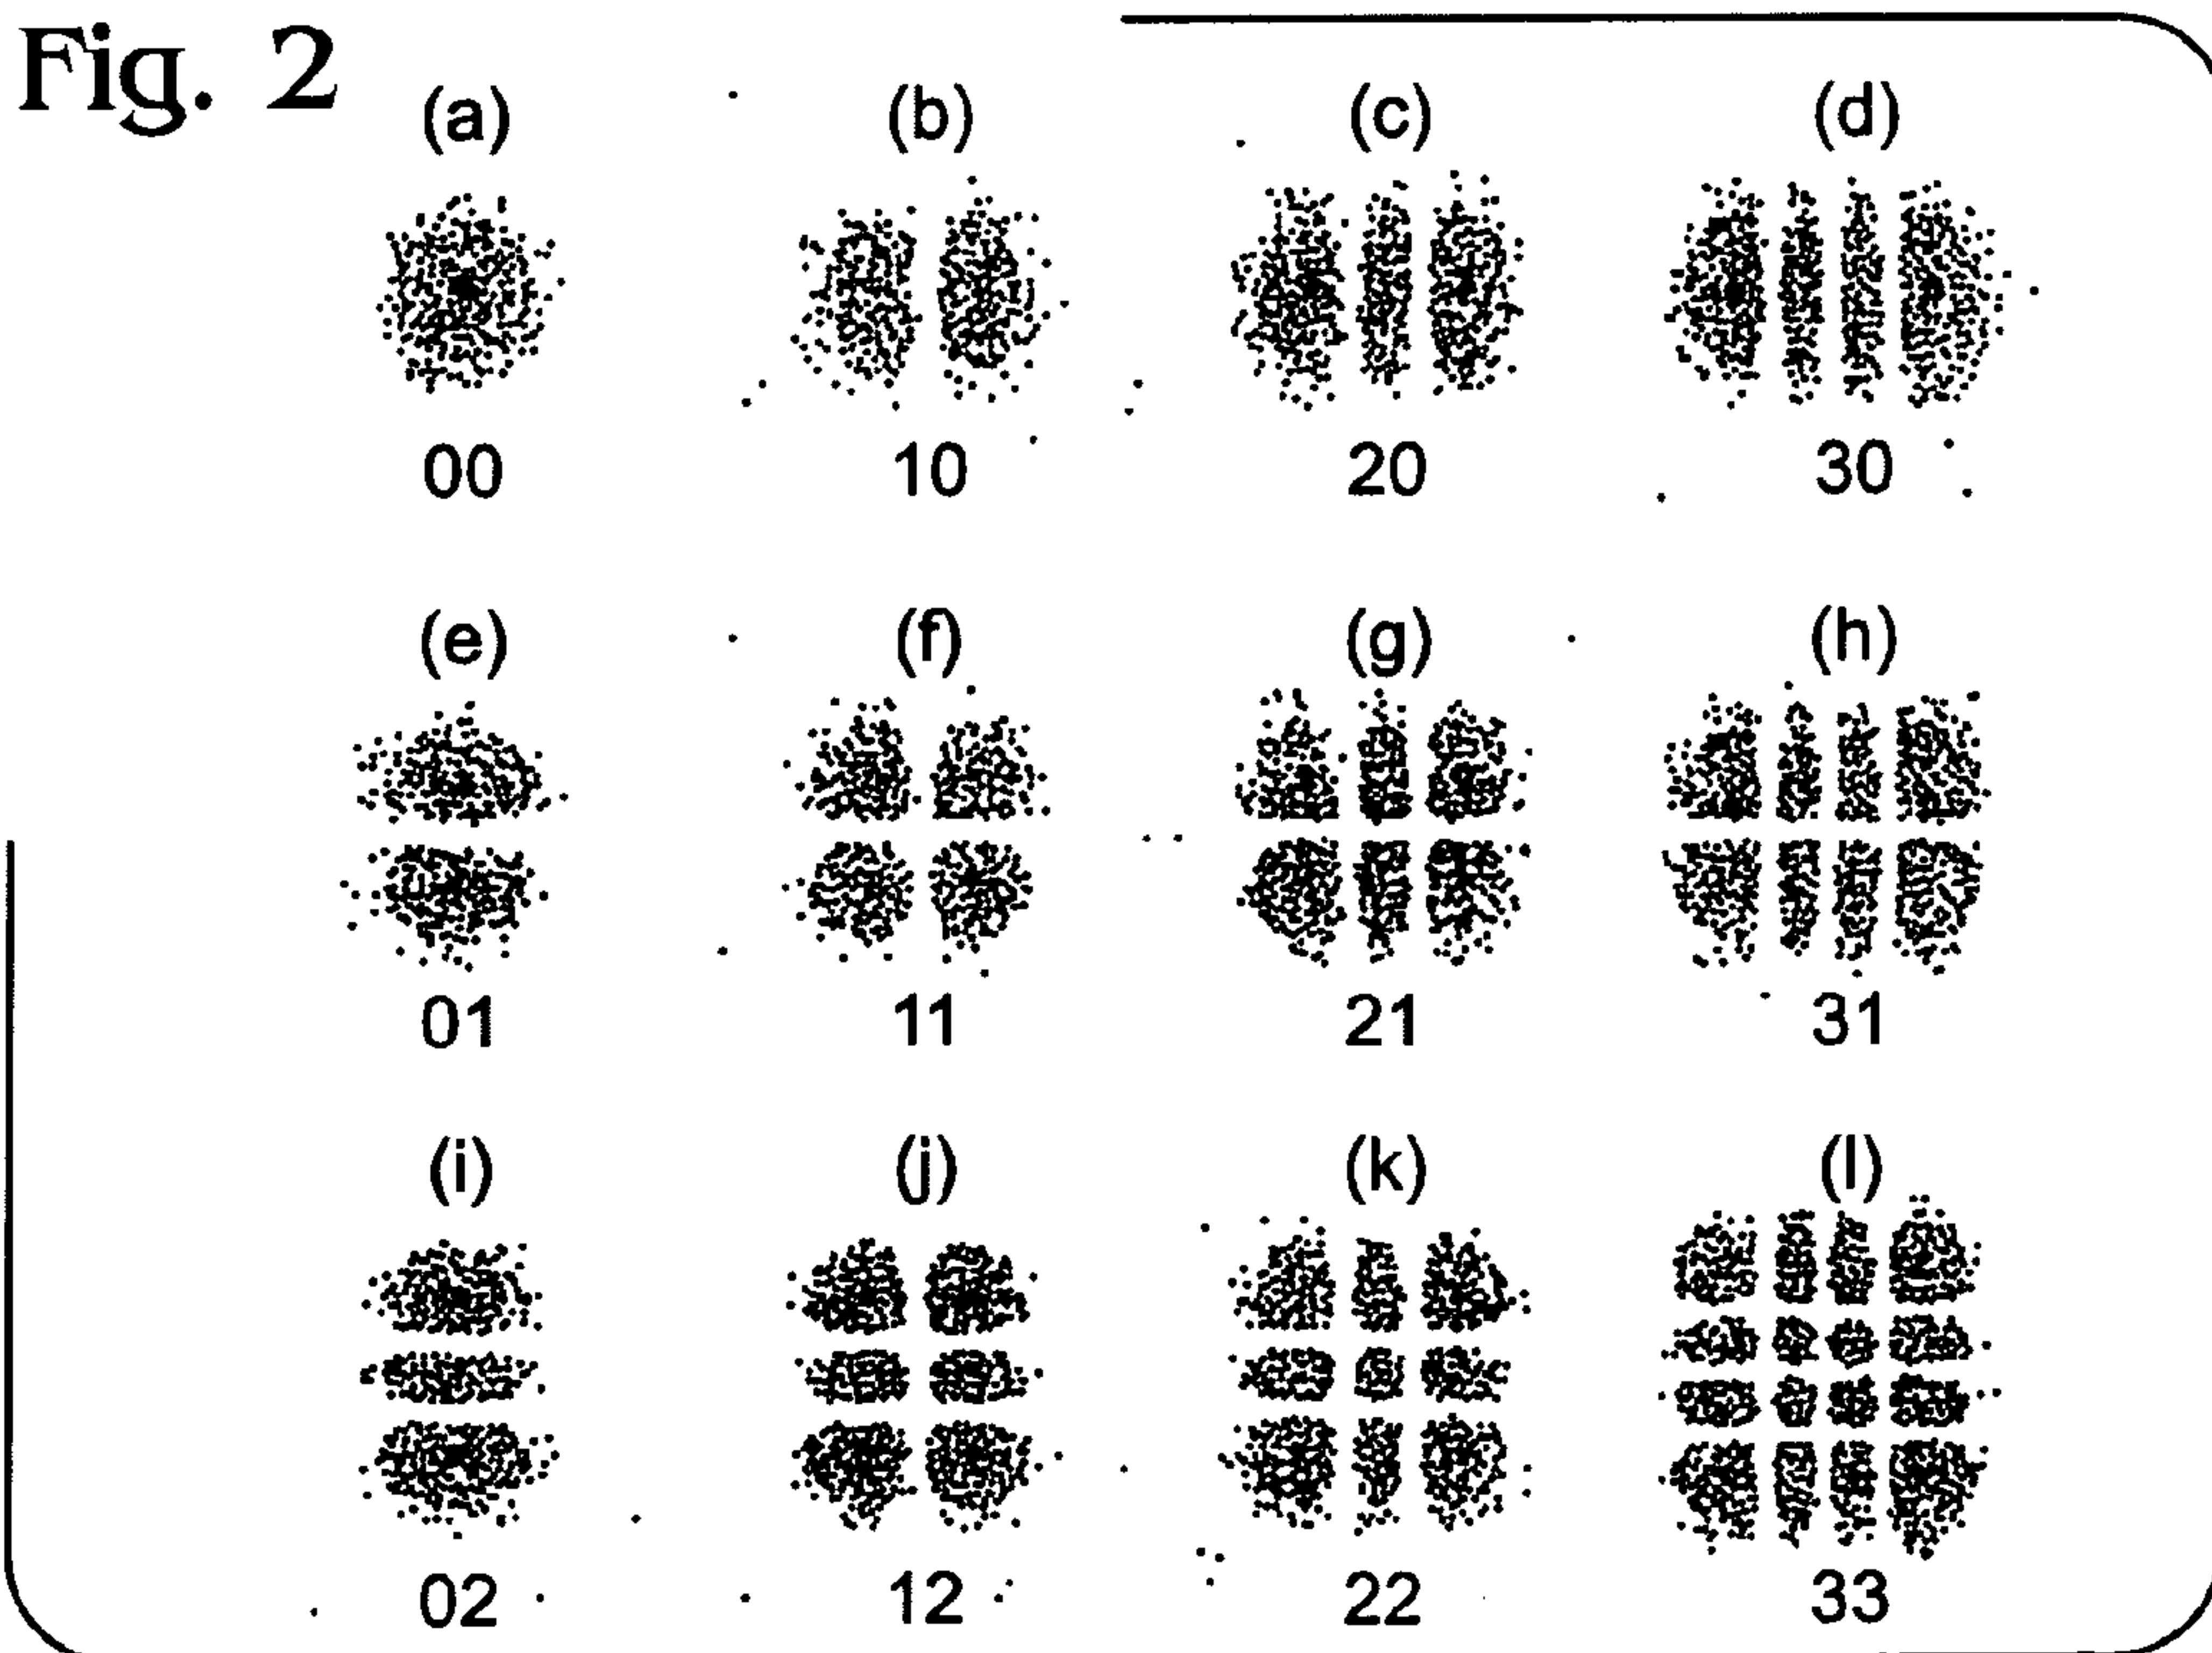 Fig. 2
(a) (b) (c) (d)
00 10 20 30
(e) (f) (g) (h)
01 11 21 31
(i) (j) (k) (l)
02 12 22 33